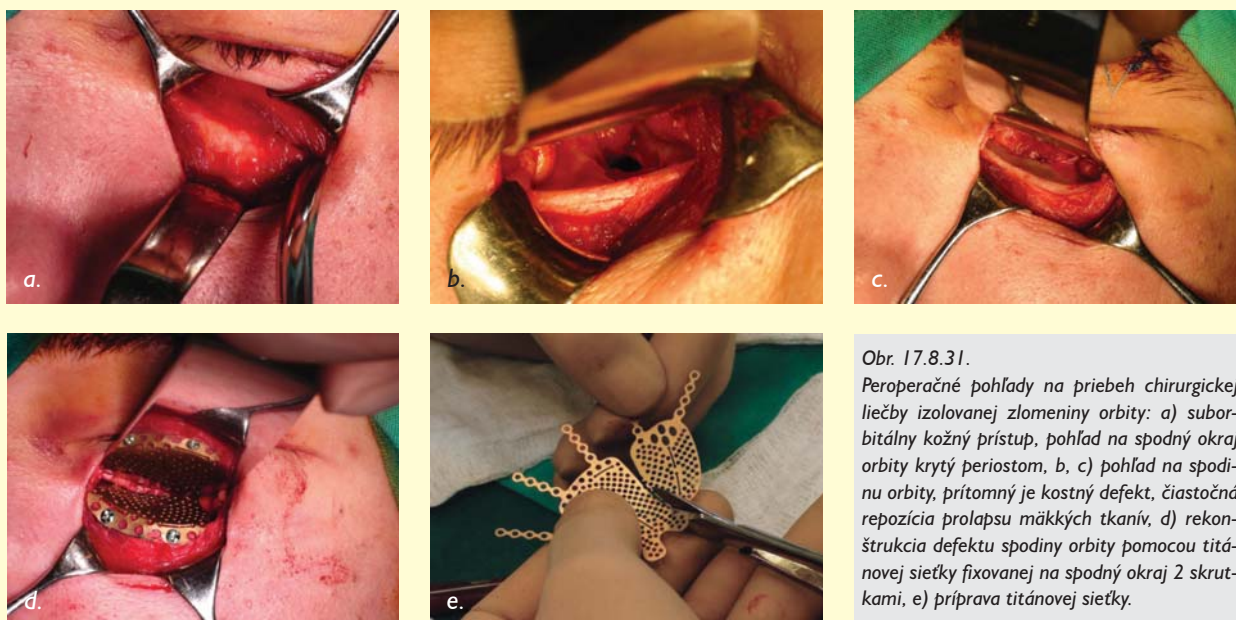 a.
b.
c.
d.
e.
Obr. 17.8.31.
Peroperačné pohľady na priebeh chirurgickej
liečby izolovanej zlomeniny orbity: a) subor-
bitálny kožný prístup, pohľad na spodný okraj
orbity krytý periostom, b, c) pohľad na spodi-
nu orbity, prítomný je kostný defekt, čiastočná
repozícia prolapsu mäkkých tkanív, d) rekon-
štrukcia defektu spodiny orbity pomocou titá-
novej sieťky fixovanej na spodný okraj 2 skrut-
kami, e) príprava titánovej sieťky.